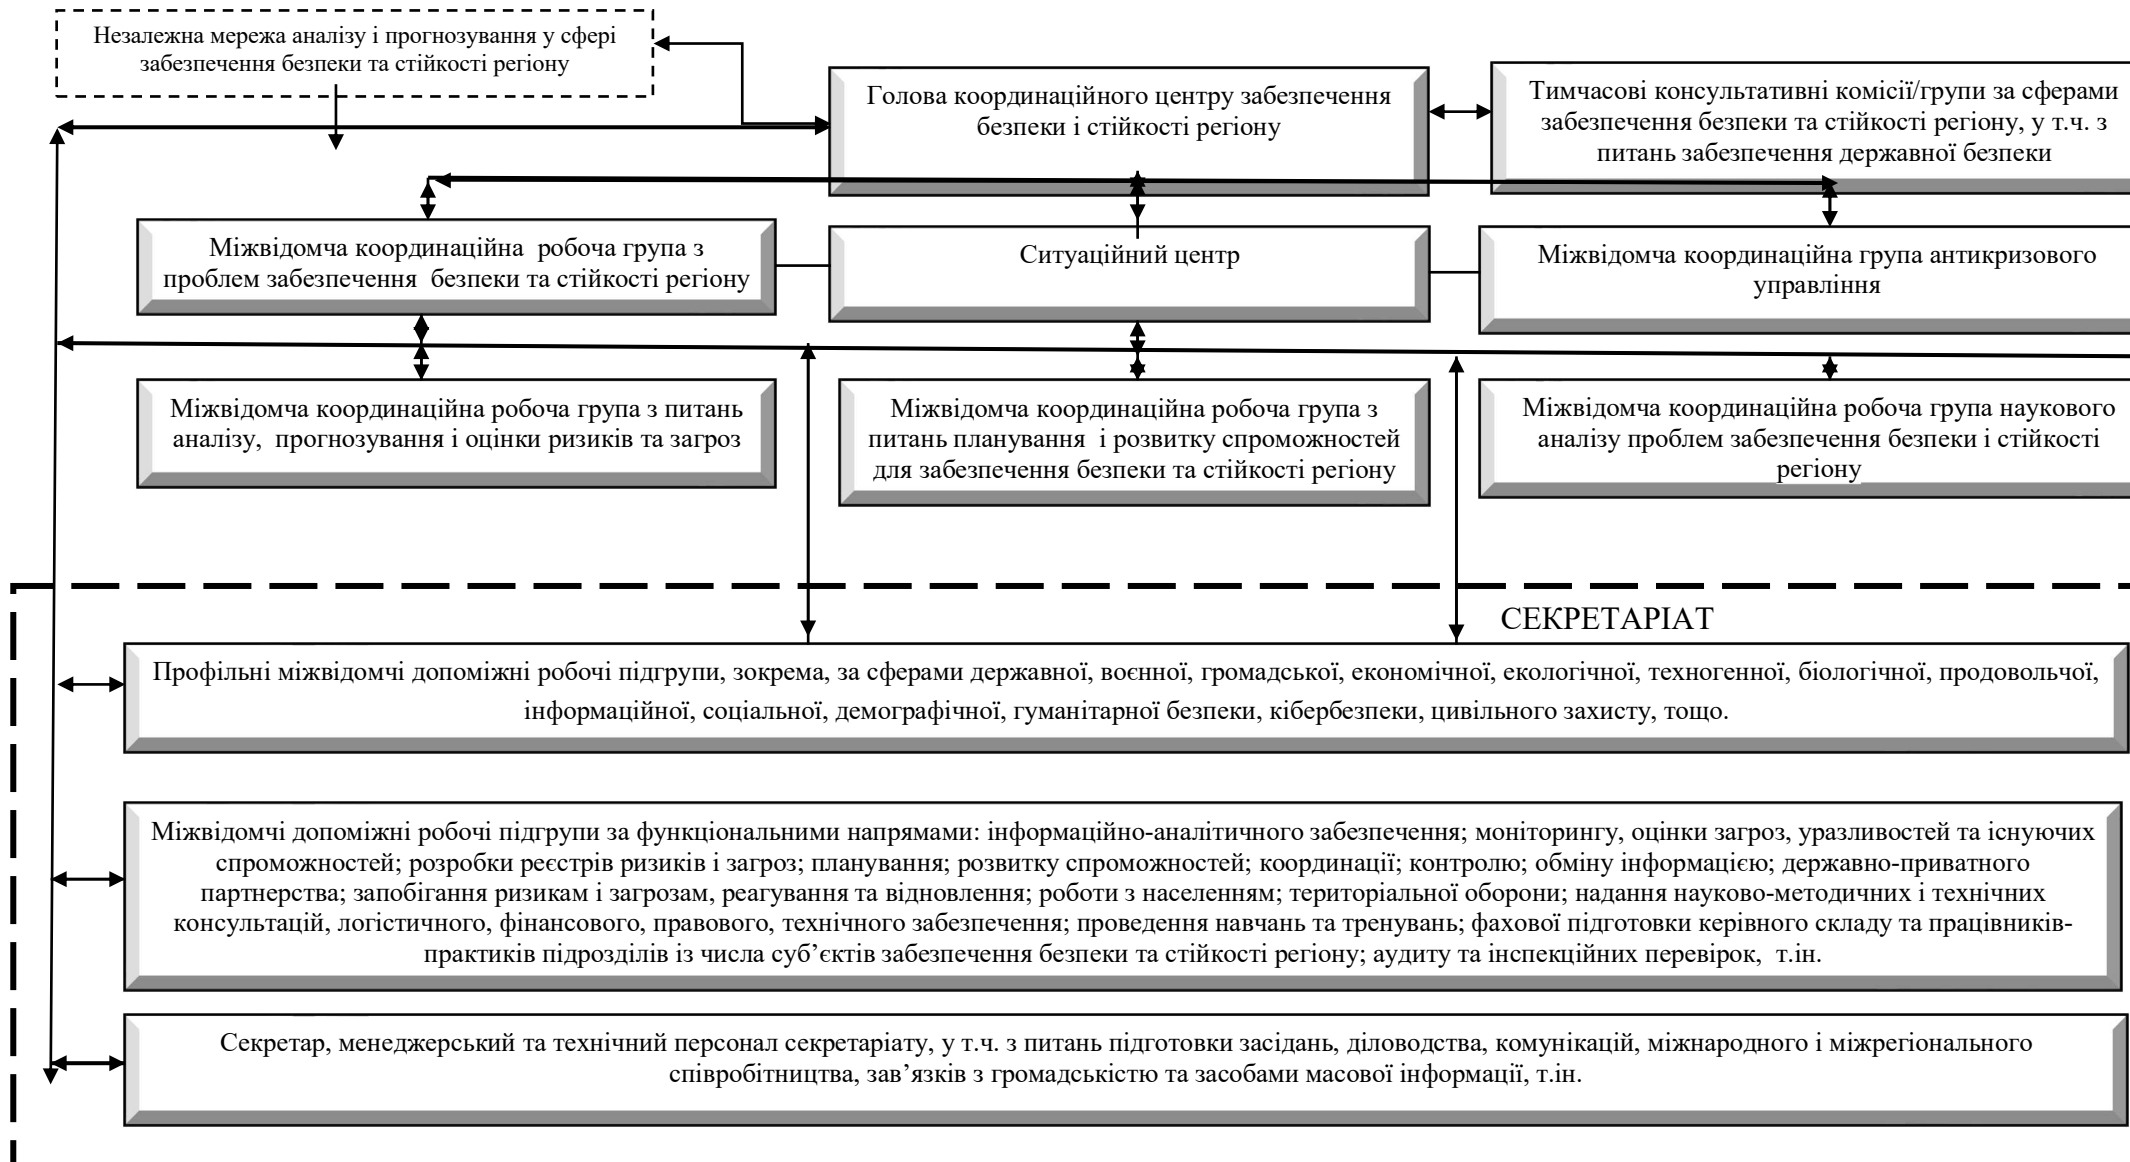 Незалежна мережа аналізу і прогнозування у сфері
забезпечення безпеки та стійкості регіону
Голова координаційного центру забезпечення
безпеки і стійкості регіону
Тимчасові консультативні комісії/групи за сферами
забезпечення безпеки та стійкості регіону, у т.ч. з
питань забезпечення державної безпеки
Міжвідомча координаційна робоча група з
проблем забезпечення безпеки та стійкості регіону
Ситуаційний центр
Міжвідомча координаційна група антикризового
управління
Міжвідомча координаційна робоча група з питань
аналізу, прогнозування і оцінки ризиків та загроз
Міжвідомча координаційна робоча група з
питань планування і розвитку спроможностей
для забезпечення безпеки та стійкості регіону
Міжвідомча координаційна робоча група наукового
аналізу проблем забезпечення безпеки і стійкості
регіону
СЕКРЕТАРІАТ
Профільні міжвідомчі допоміжні робочі підгрупи, зокрема, за сферами державної, воєнної, громадської, економічної, екологічної, техногенної, біологічної, продовольчої,
інформаційної, соціальної, демографічної, гуманітарної безпеки, кібербезпеки, цивільного захисту, тощо.
Міжвідомчі допоміжні робочі підгрупи за функціональними напрямами: інформаційно-аналітичного забезпечення; моніторингу, оцінки загроз, уразливостей та існуючих
спроможностей; розробки реєстрів ризиків і загроз; планування; розвитку спроможностей; координації; контролю; обміну інформацією; державно-приватного
партнерства; запобігання ризикам і загрозам, реагування та відновлення; роботи з населенням; територіальної оборони; надання науково-методичних і технічних
консультацій, логістичного, фінансового, правового, технічного забезпечення; проведення навчань та тренувань; фахової підготовки керівного складу та працівників-
практиків підрозділів із числа суб’єктів забезпечення безпеки та стійкості регіону; аудиту та інспекційних перевірок, т.ін.
Секретар, менеджерський та технічний персонал секретаріату, у т.ч. з питань підготовки засідань, діловодства, комунікацій, міжнародного і міжрегіонального
співробітництва, зав’язків з громадськістю та засобами масової інформації, т.ін.